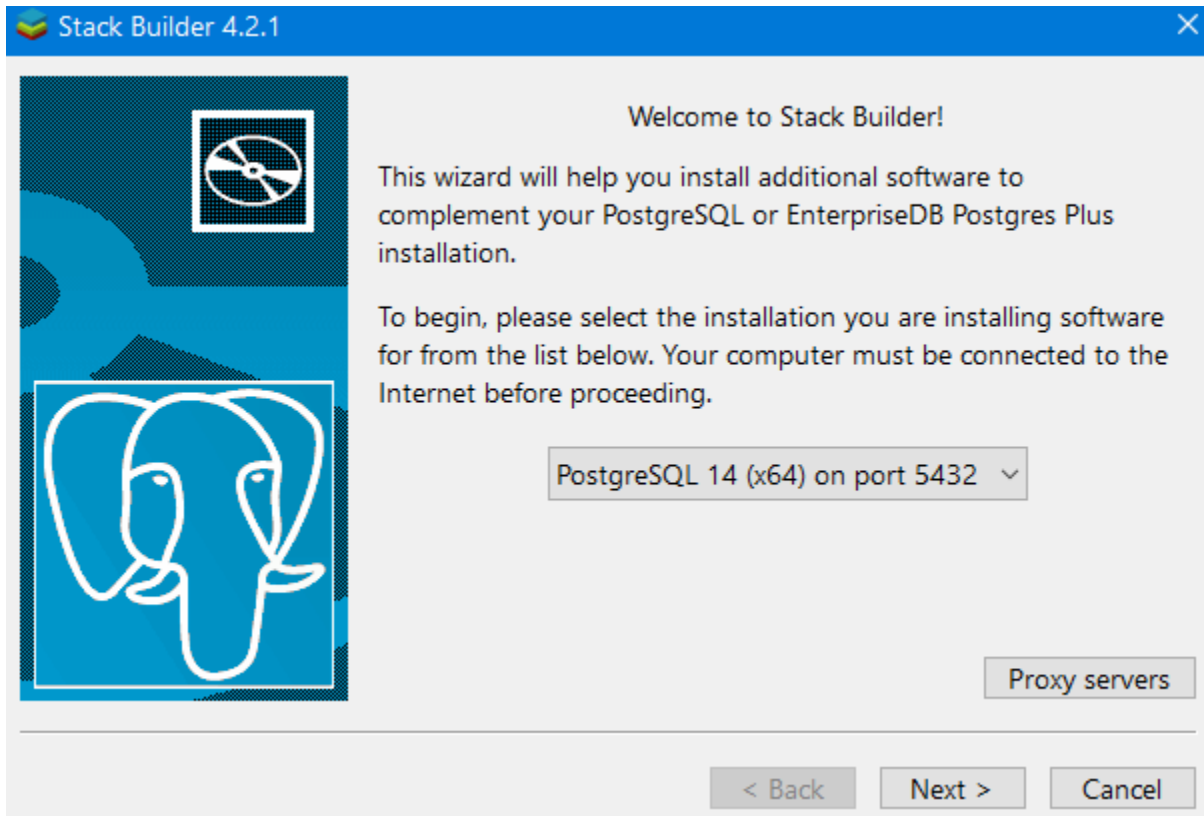 Stack Builder 4.2.1
Welcome to Stack Builder!
This wizard will help you install additional software to
complement your PostgreSQL or EnterpriseDB Postgres Plus
installation.
To begin, please select the installation you are installing software
for from the list below. Your computer must be connected to the
Internet before proceeding.
PostgreSQL 14 (x64) on port 5432
Proxy servers
< Back Next > Cancel